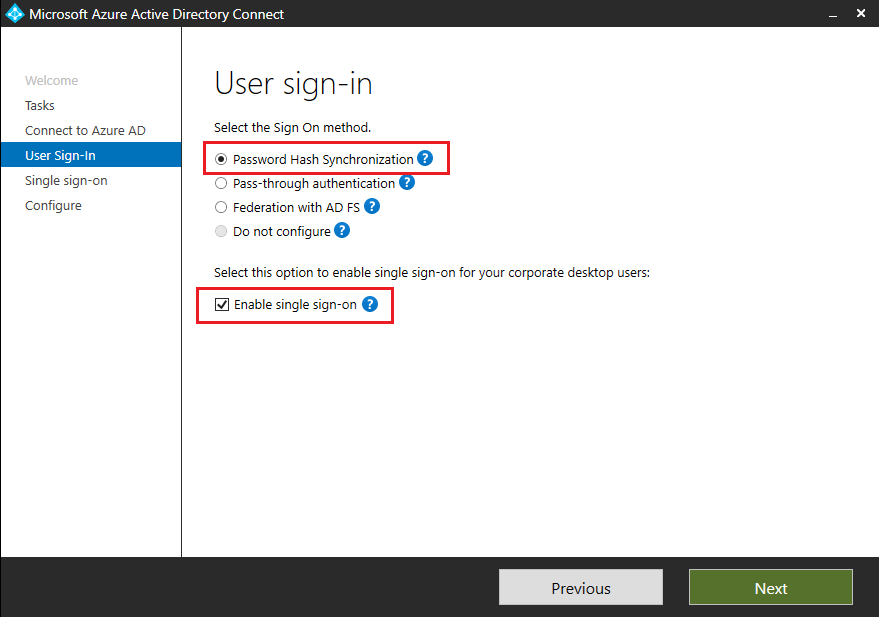 Microsoft Azure Active Directory Connect
Welcome
Tasks
Connect to Azure AD
User Sign-In
Single sign-on
Configure
User sign-in
Select the Sign On method.
Password Hash Synchronization ?
Pass-through authentication ?
Federation with AD FS ?
Do not configure ?
Select this option to enable single sign-on for your corporate desktop users:
Enable single sign-on ?
Previous
Next